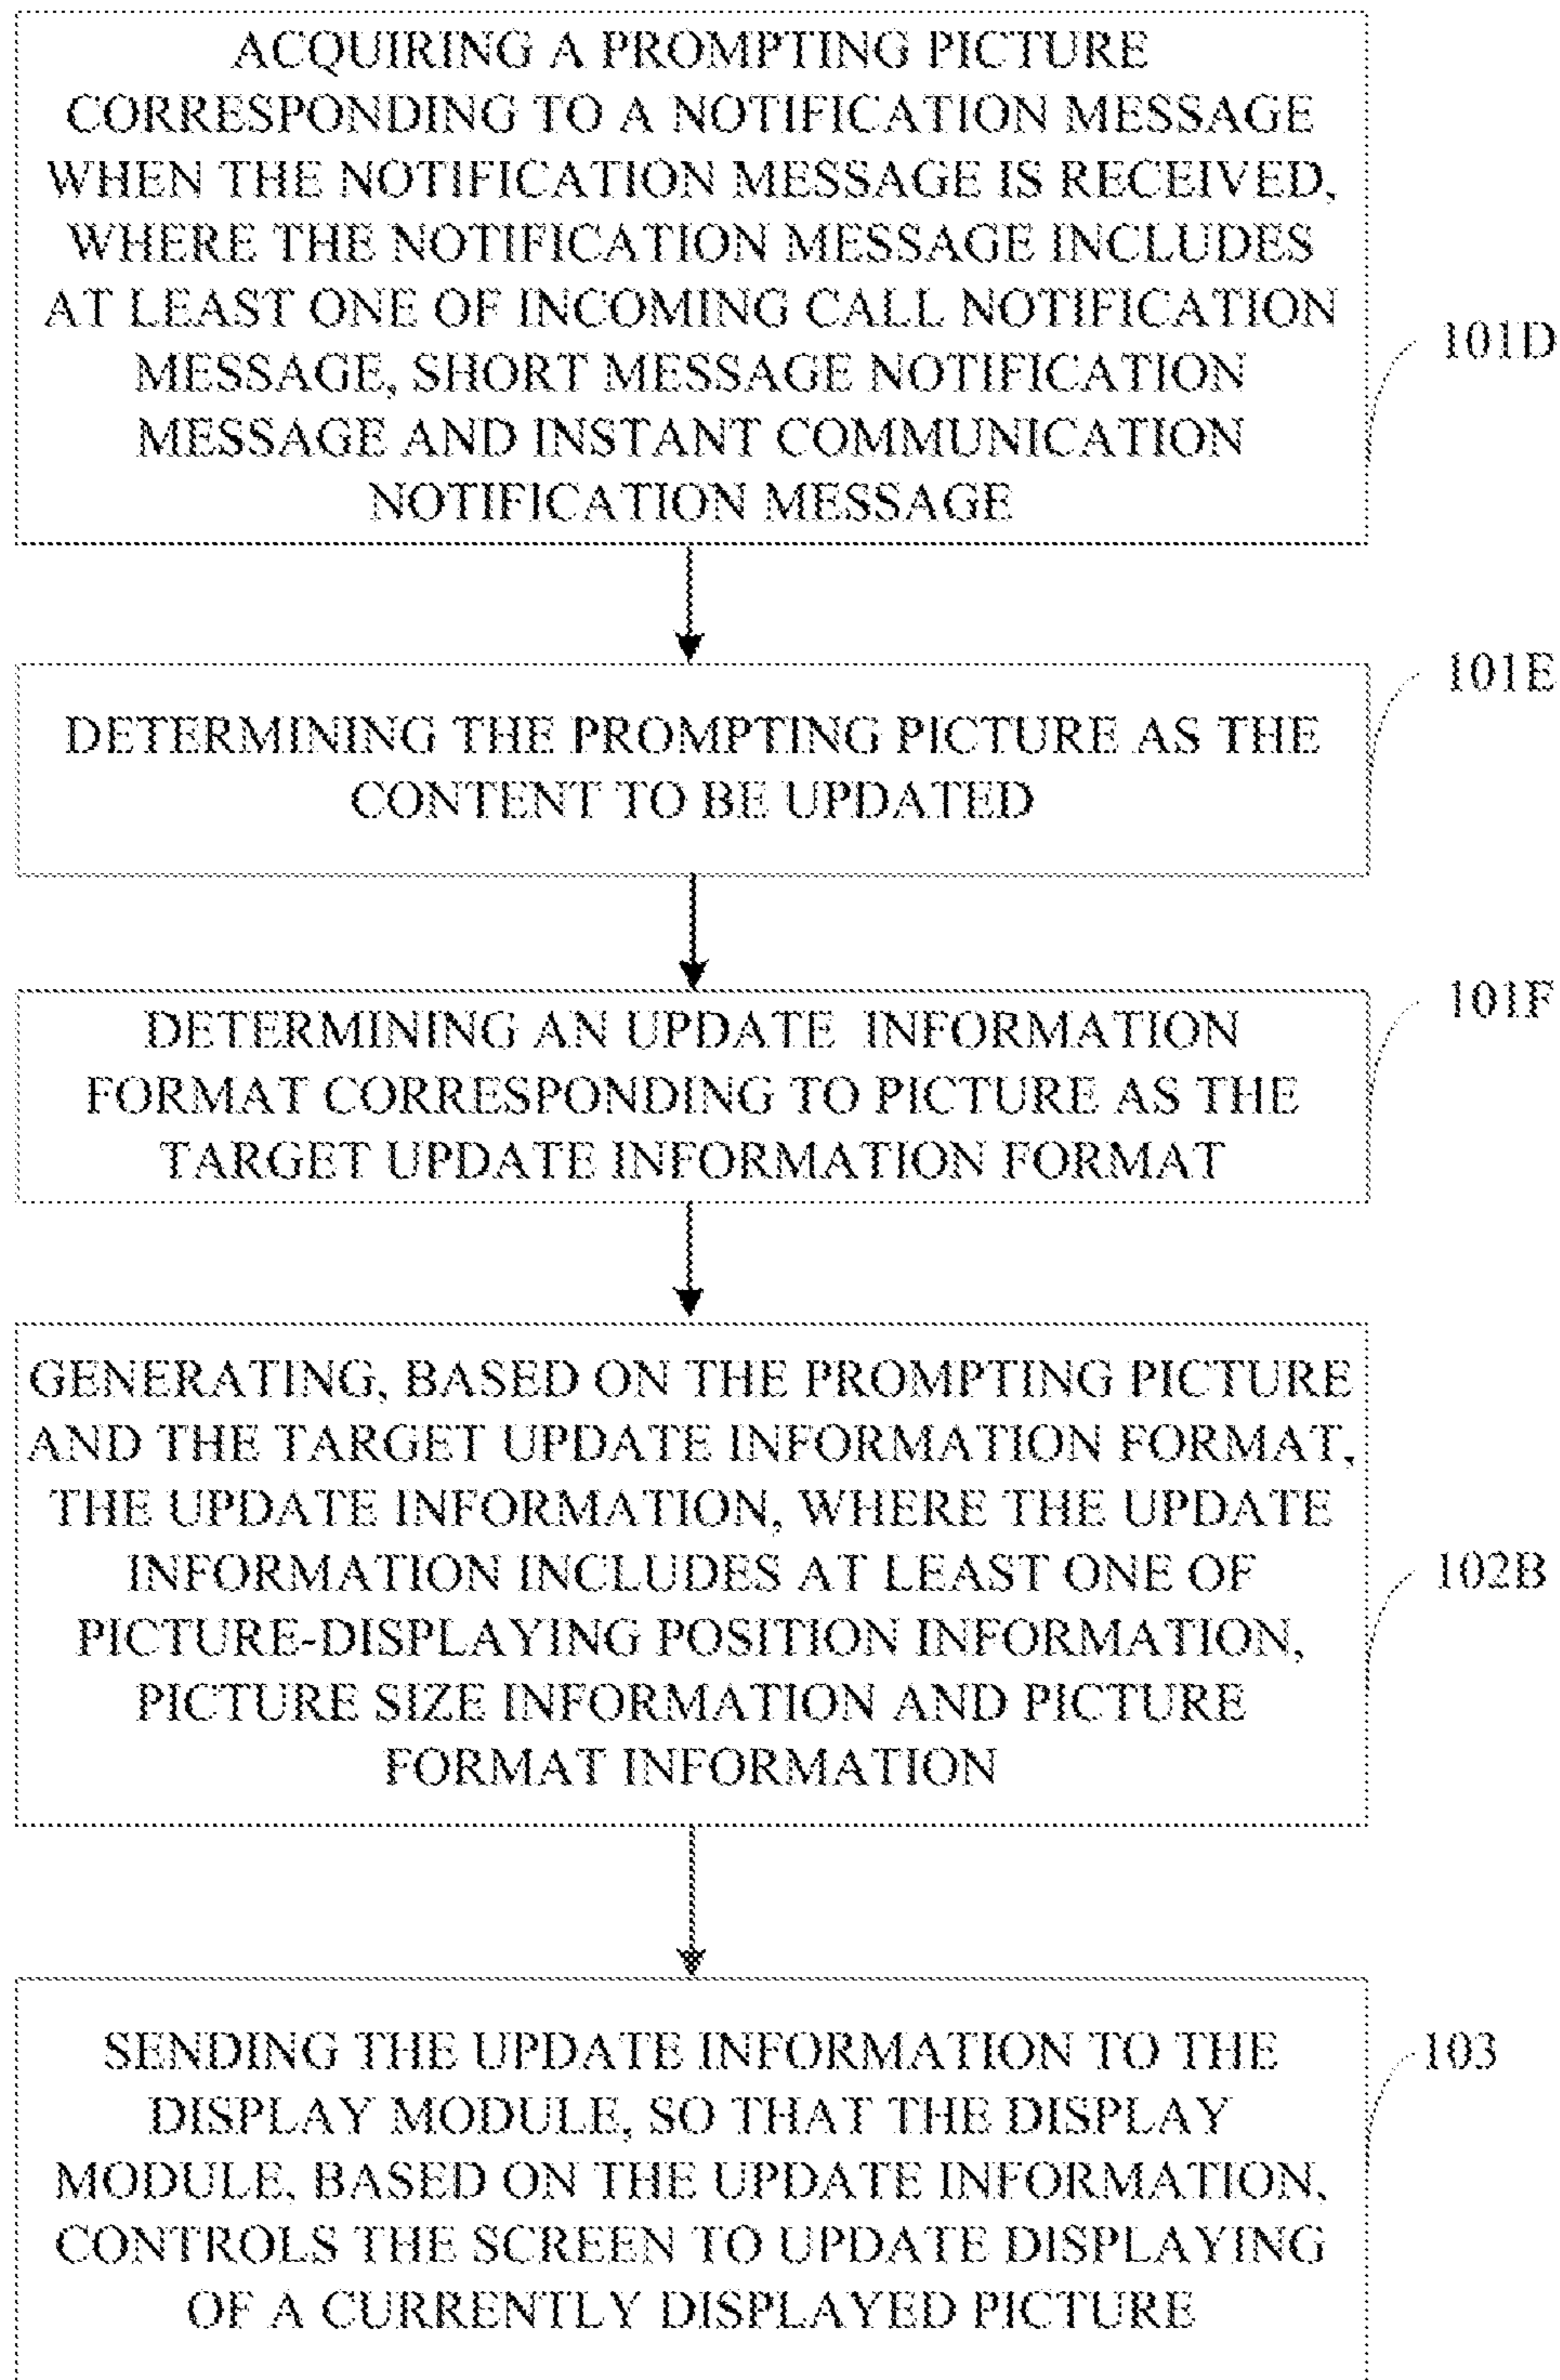 ACQUIRING A PROMPTING PICTURE
CORRESPONDING TO A NOTIFICATION MESSAGE
WHEN THE NOTIFICATION MESSAGE IS RECEIVED,
WHERE THE NOTIFICATION MESSAGE INCLUDES
AT LEAST ONE OF INCOMING CALL NOTIFICATION
MESSAGE, SHORT MESSAGE NOTIFICATION
MESSAGE AND INSTANT COMMUNICATION
NOTIFICATION MESSAGE
101D
DETERMINING THE PROMPTING PICTURE AS THE
CONTENT TO BE UPDATED
101E
DETERMINING AN UPDATE INFORMATION
FORMAT CORRESPONDING TO PICTURE AS THE
TARGET UPDATE INFORMATION FORMAT
101F
GENERATING, BASED ON THE PROMPTING PICTURE
AND THE TARGET UPDATE INFORMATION FORMAT,
THE UPDATE INFORMATION, WHERE THE UPDATE
INFORMATION INCLUDES AT LEAST ONE OF
PICTURE-DISPLAYING POSITION INFORMATION,
PICTURE SIZE INFORMATION AND PICTURE
FORMAT INFORMATION
102B
SENDING THE UPDATE INFORMATION TO THE
DISPLAY MODULE, SO THAT THE DISPLAY
MODULE, BASED ON THE UPDATE INFORMATION,
CONTROLS THE SCREEN TO UPDATE DISPLAYING
OF A CURRENTLY DISPLAYED PICTURE
103